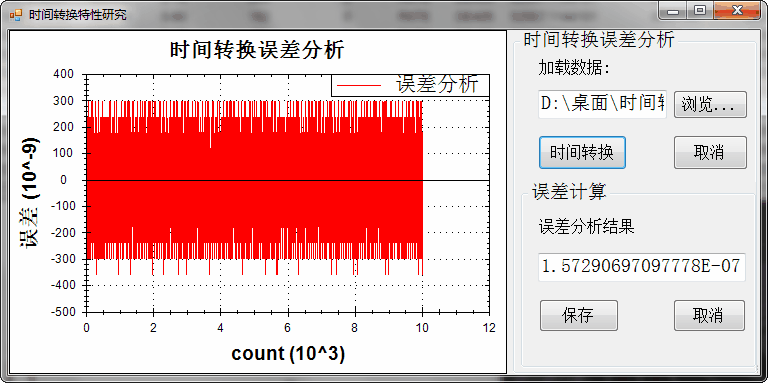 时间转换特性研究
时间转换误差分析
误差分析
误差 (10^-9)
400
300
200
100
0
-100
-200
-300
-400
-500
0 2 4 6 8 10 12
count (10^3)
时间转换误差分析
加载数据:
D:\桌面\时间转 浏览...
时间转换 取消
误差计算
误差分析结果
1.57290697097778E-07
保存 取消